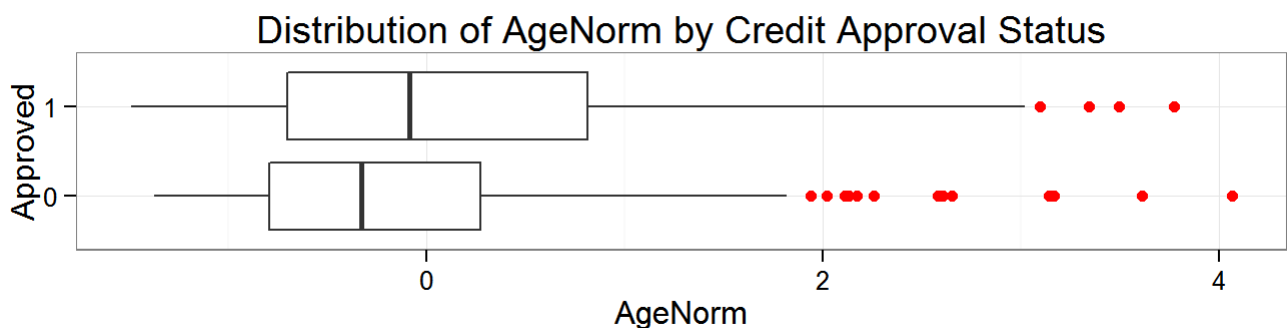 Distribution of AgeNorm by Credit Approval Status
Approved
1
0
0 2 4
AgeNorm